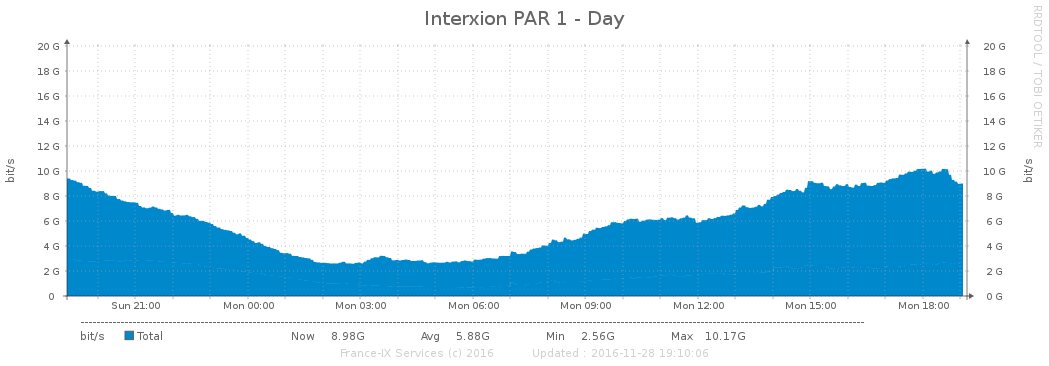 Interxion PAR 1 - Day
RRDTOOL / TOBI OETIKER
bit/s
bit/s
20 G 20 G
18 G 18 G
16 G 16 G
14 G 14 G
12 G 12 G
10 G 10 G
8 G 8 G
6 G 6 G
4 G 4 G
2 G 2 G
0 0 G
Sun 21:00 Mon 00:00 Mon 03:00 Mon 06:00 Mon 09:00 Mon 12:00 Mon 15:00 Mon 18:00
bit/s Total Now 8.98G Avg 5.88G Min 2.56G Max 10.17G
France-IX Services (c) 2016 Updated : 2016-11-28 19:10:06